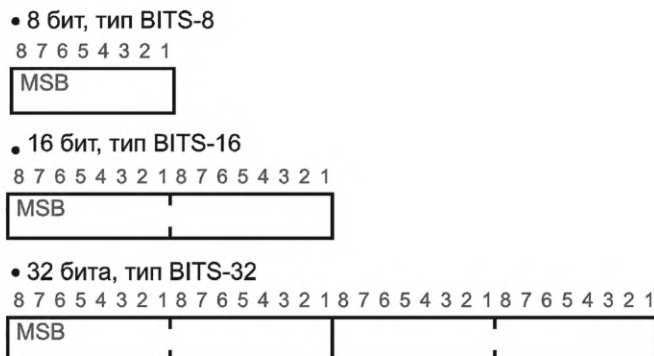 • 8 бит, тип BITS-8
8 7 6 5 4 3 2 1
MSB
• 16 бит, тип BITS-16
8 7 6 5 4 3 2 1 8 7 6 5 4 3 2 1
MSB
• 32 бита, тип BITS-32
8 7 6 5 4 3 2 1 8 7 6 5 4 3 2 1 8 7 6 5 4 3 2 1 8 7 6 5 4 3 2 1
MSB